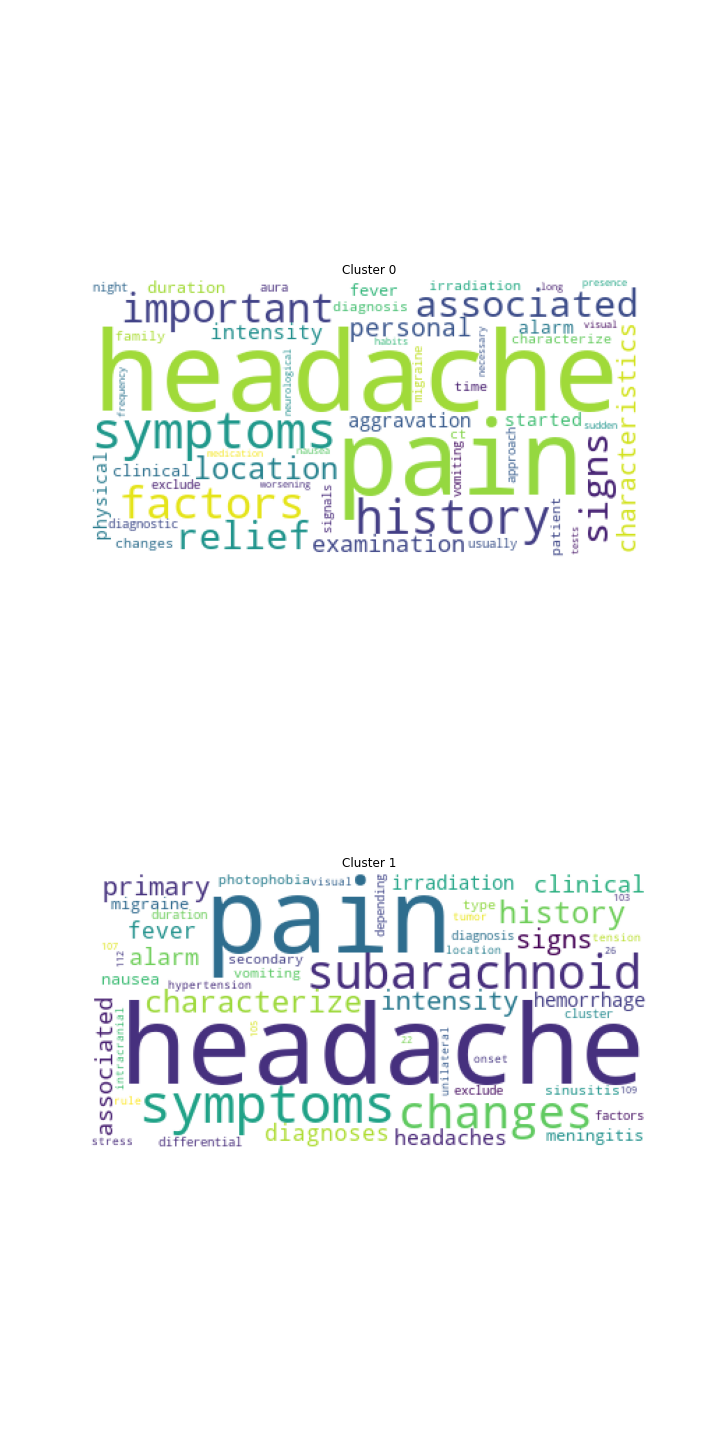 Cluster 0
night duration aura fever irradiation long presence
important diagnosis associated
family intensity personal alarm visual
habits necessary characterize
headache
frequency neurological migraine time characteristics
symptoms aggravation started sudden
medication nausea ct pain
physical clinical location vomiting approach signs
exclude worsening
factors signals history patient
diagnostic tests
changes relief examination usually
Cluster 1
primary photophobia visual irradiation clinical
migraine pain depending type history 103
duration tumor
fever diagnosis signs tension
107 112 alarm secondary location 26
nausea vomiting subarachnoid
hypertension
characterize intensity hemorrhage
associated intracranial 105 cluster
headache
22 unilateral onset
rule symptoms exclude sinusitis 109
changes factors
stress differential diagnoses headaches meningitis